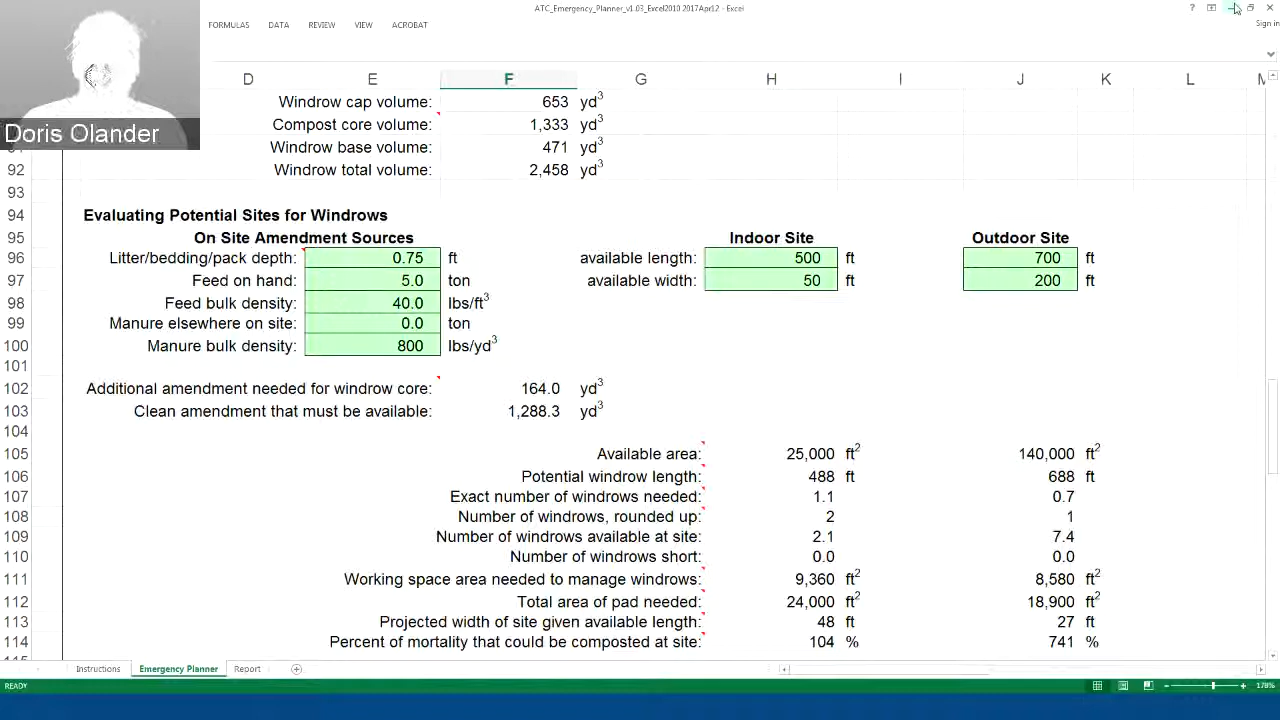 ATC_Emergency_Planner_v1.03_Excel2010.2017Apr12 - Excel
?
Sign in
FORMULAS DATA REVIEW VIEW ACROBAT
Doris Olander
D E F G H I J K L M
Windrow cap volume: 653 yd³
Compost core volume: 1,333 yd³
Windrow base volume: 471 yd³
92 Windrow total volume: 2,458 yd³
93
94 Evaluating Potential Sites for Windrows
95 On Site Amendment Sources Indoor Site Outdoor Site
96 Litter/bedding/pack depth: 0.75 ft available length: 500 ft 700 ft
97 Feed on hand: 5.0 ton available width: 50 ft 200 ft
98 Feed bulk density: 40.0 lbs/ft³
99 Manure elsewhere on site: 0.0 ton
100 Manure bulk density: 800 lbs/yd³
101
102 Additional amendment needed for windrow core: 164.0 yd³
103 Clean amendment that must be available: 1,288.3 yd³
104
105 Available area: 25,000 ft² 140,000 ft²
106 Potential windrow length: 488 ft 688 ft
107 Exact number of windrows needed: 1.1 0.7
108 Number of windrows, rounded up: 2 1
109 Number of windrows available at site: 2.1 7.4
110 Number of windrows short: 0.0 0.0
111 Working space area needed to manage windrows: 9,360 ft² 8,580 ft²
112 Total area of pad needed: 24,000 ft² 18,900 ft²
113 Projected width of site given available length: 48 ft 27 ft
114 Percent of mortality that could be composted at site: 104 % 741 %
Instructions Emergency Planner Report
READY 178%